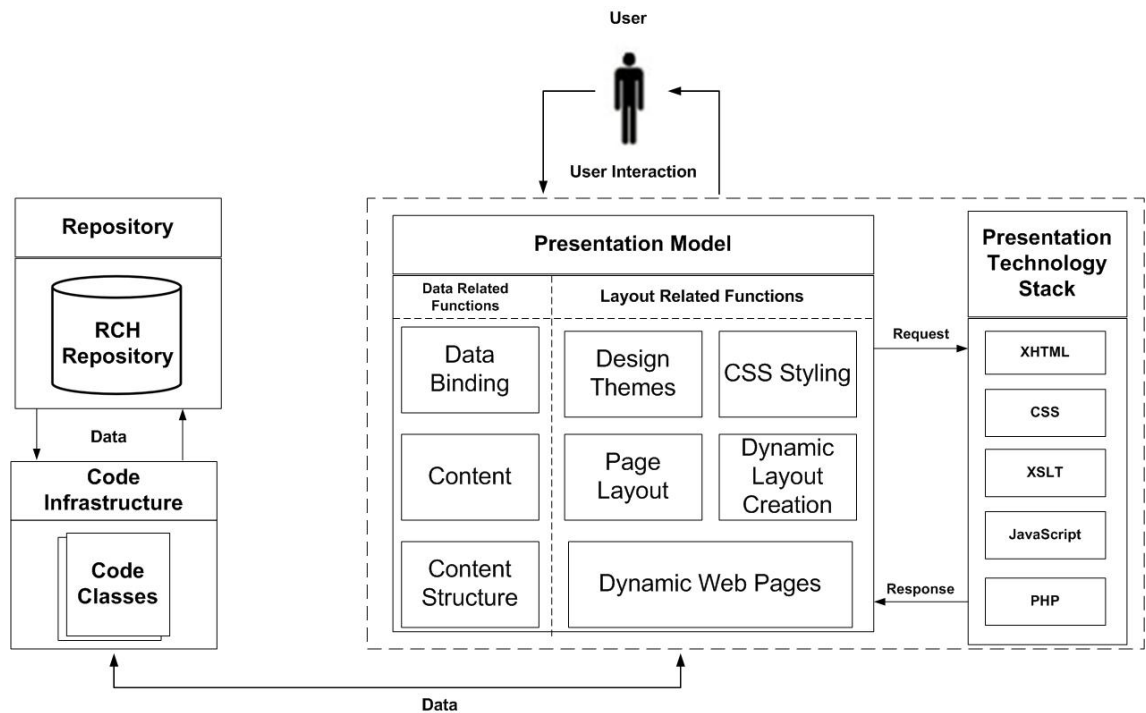 User
User Interaction
Repository
RCH
Repository
Data
Code
Infrastructure
Code
Classes
Presentation Model
Data Related
Functions
Layout Related Functions
Data
Binding
Design
Themes
CSS Styling
Content
Page
Layout
Dynamic
Layout
Creation
Content
Structure
Dynamic Web Pages
Request
Response
Presentation
Technology
Stack
XHTML
CSS
XSLT
JavaScript
PHP
Data